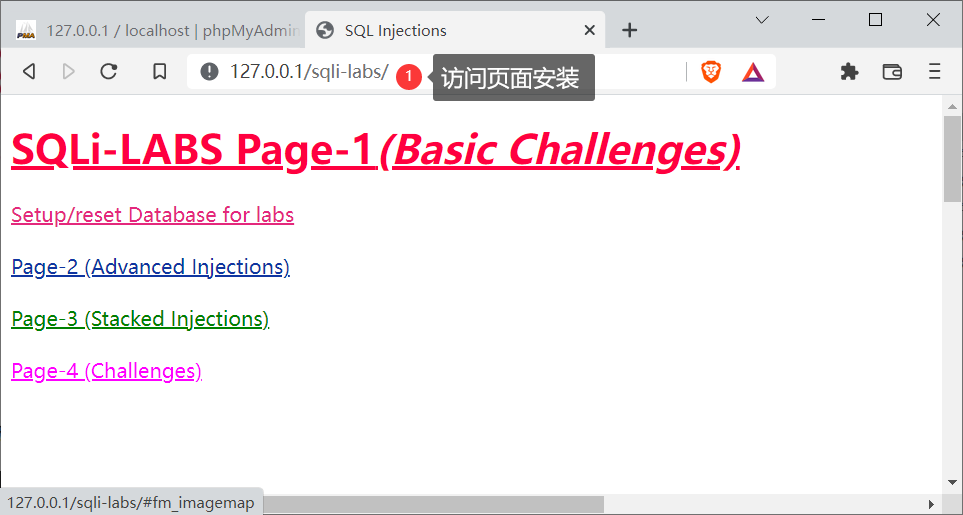 127.0.0.1 / localhost | phpMyAdmin
SQL Injections
127.0.0.1/sqli-labs/
1
访问页面安装
SQLi-LABS Page-1(Basic Challenges)
Setup/reset Database for labs
Page-2 (Advanced Injections)
Page-3 (Stacked Injections)
Page-4 (Challenges)
127.0.0.1/sqli-labs/#fm_imagemap